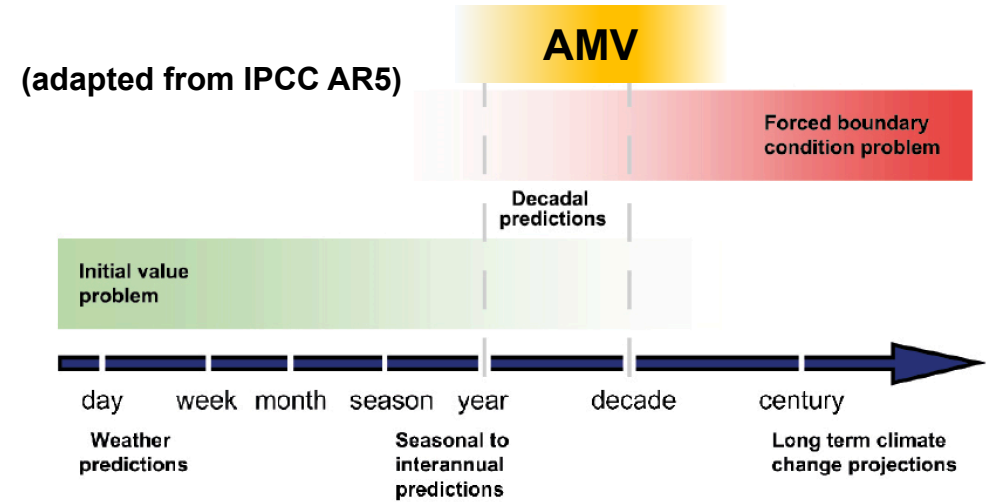 AMV
(adapted from IPCC AR5)
Forced boundary
condition problem
Decadal
predictions
Initial value
problem
day week month season year decade century
Weather
predictions
Seasonal to
interannual
predictions
Long term climate
change projections